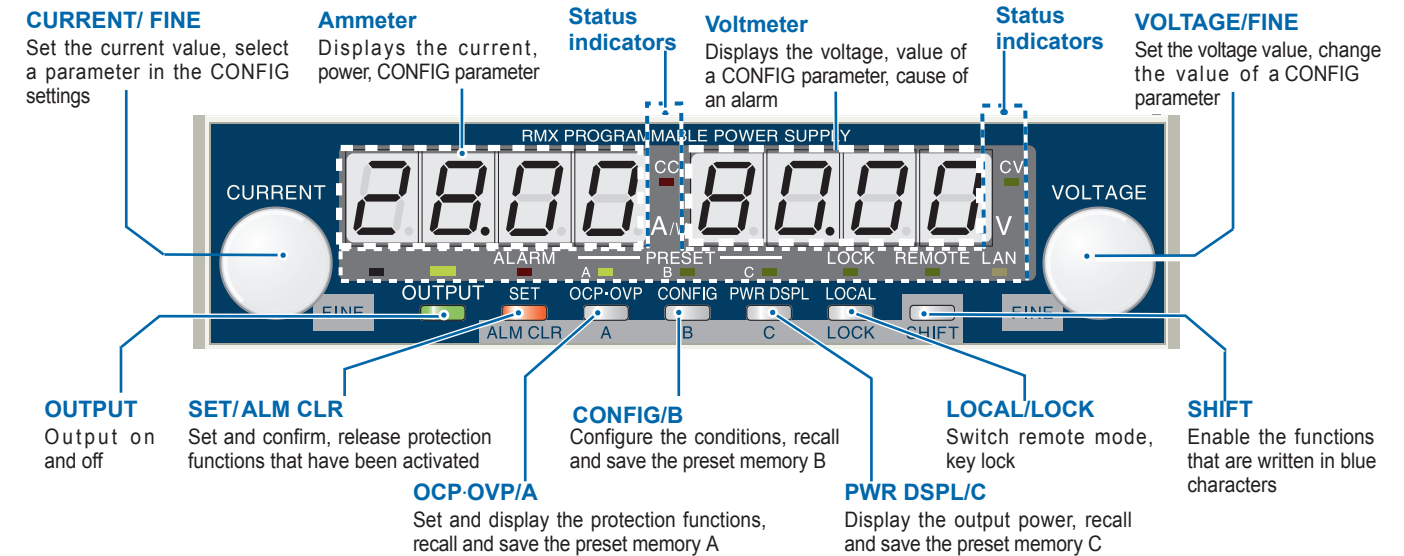 CURRENT/ FINE
Set the current value, select
a parameter in the CONFIG
settings
Ammeter
Displays the current,
power, CONFIG parameter
Status
indicators
Voltmeter
Displays the voltage, value of
a CONFIG parameter, cause of
an alarm
Status
indicators
VOLTAGE/FINE
Set the voltage value, change
the value of a CONFIG
parameter
RMX PROGRAMMABLE POWER SUPPLY
CURRENT
28.00
CC
A/
80.00
CV
V
VOLTAGE
ALARM
PRESET
LOCK
REMOTE
LAN
A
B
C
FINE
OUTPUT
SET
OCP•OVP
CONFIG
PWR DSPL
LOCAL
FINE
ALM CLR
A
B
C
LOCK
SHIFT
OUTPUT
Output on
and off
SET/ALM CLR
Set and confirm, release protection
functions that have been activated
OCP·OVP/A
Set and display the protection functions,
recall and save the preset memory A
CONFIG/B
Configure the conditions, recall
and save the preset memory B
PWR DSPL/C
Display the output power, recall
and save the preset memory C
LOCAL/LOCK
Switch remote mode,
key lock
SHIFT
Enable the functions
that are written in blue
characters